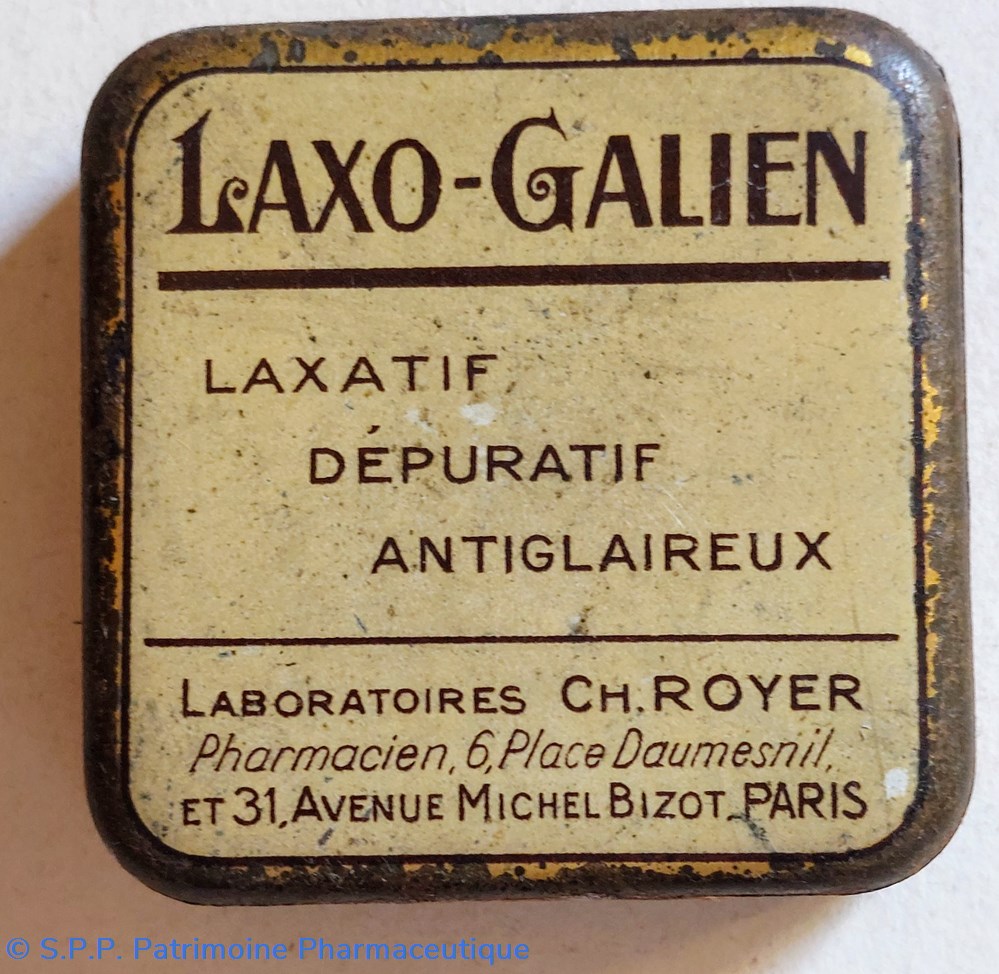 LAXO-GALIEN
LAXATIF
DÉPURATIF
ANTIGLAIREUX
LABORATOIRES CH. ROYER
Pharmacien, 6, Place Daumesnil,
ET 31, AVENUE MICHEL BIZOT, PARIS
© S.P.P. Patrimoine Pharmaceutique